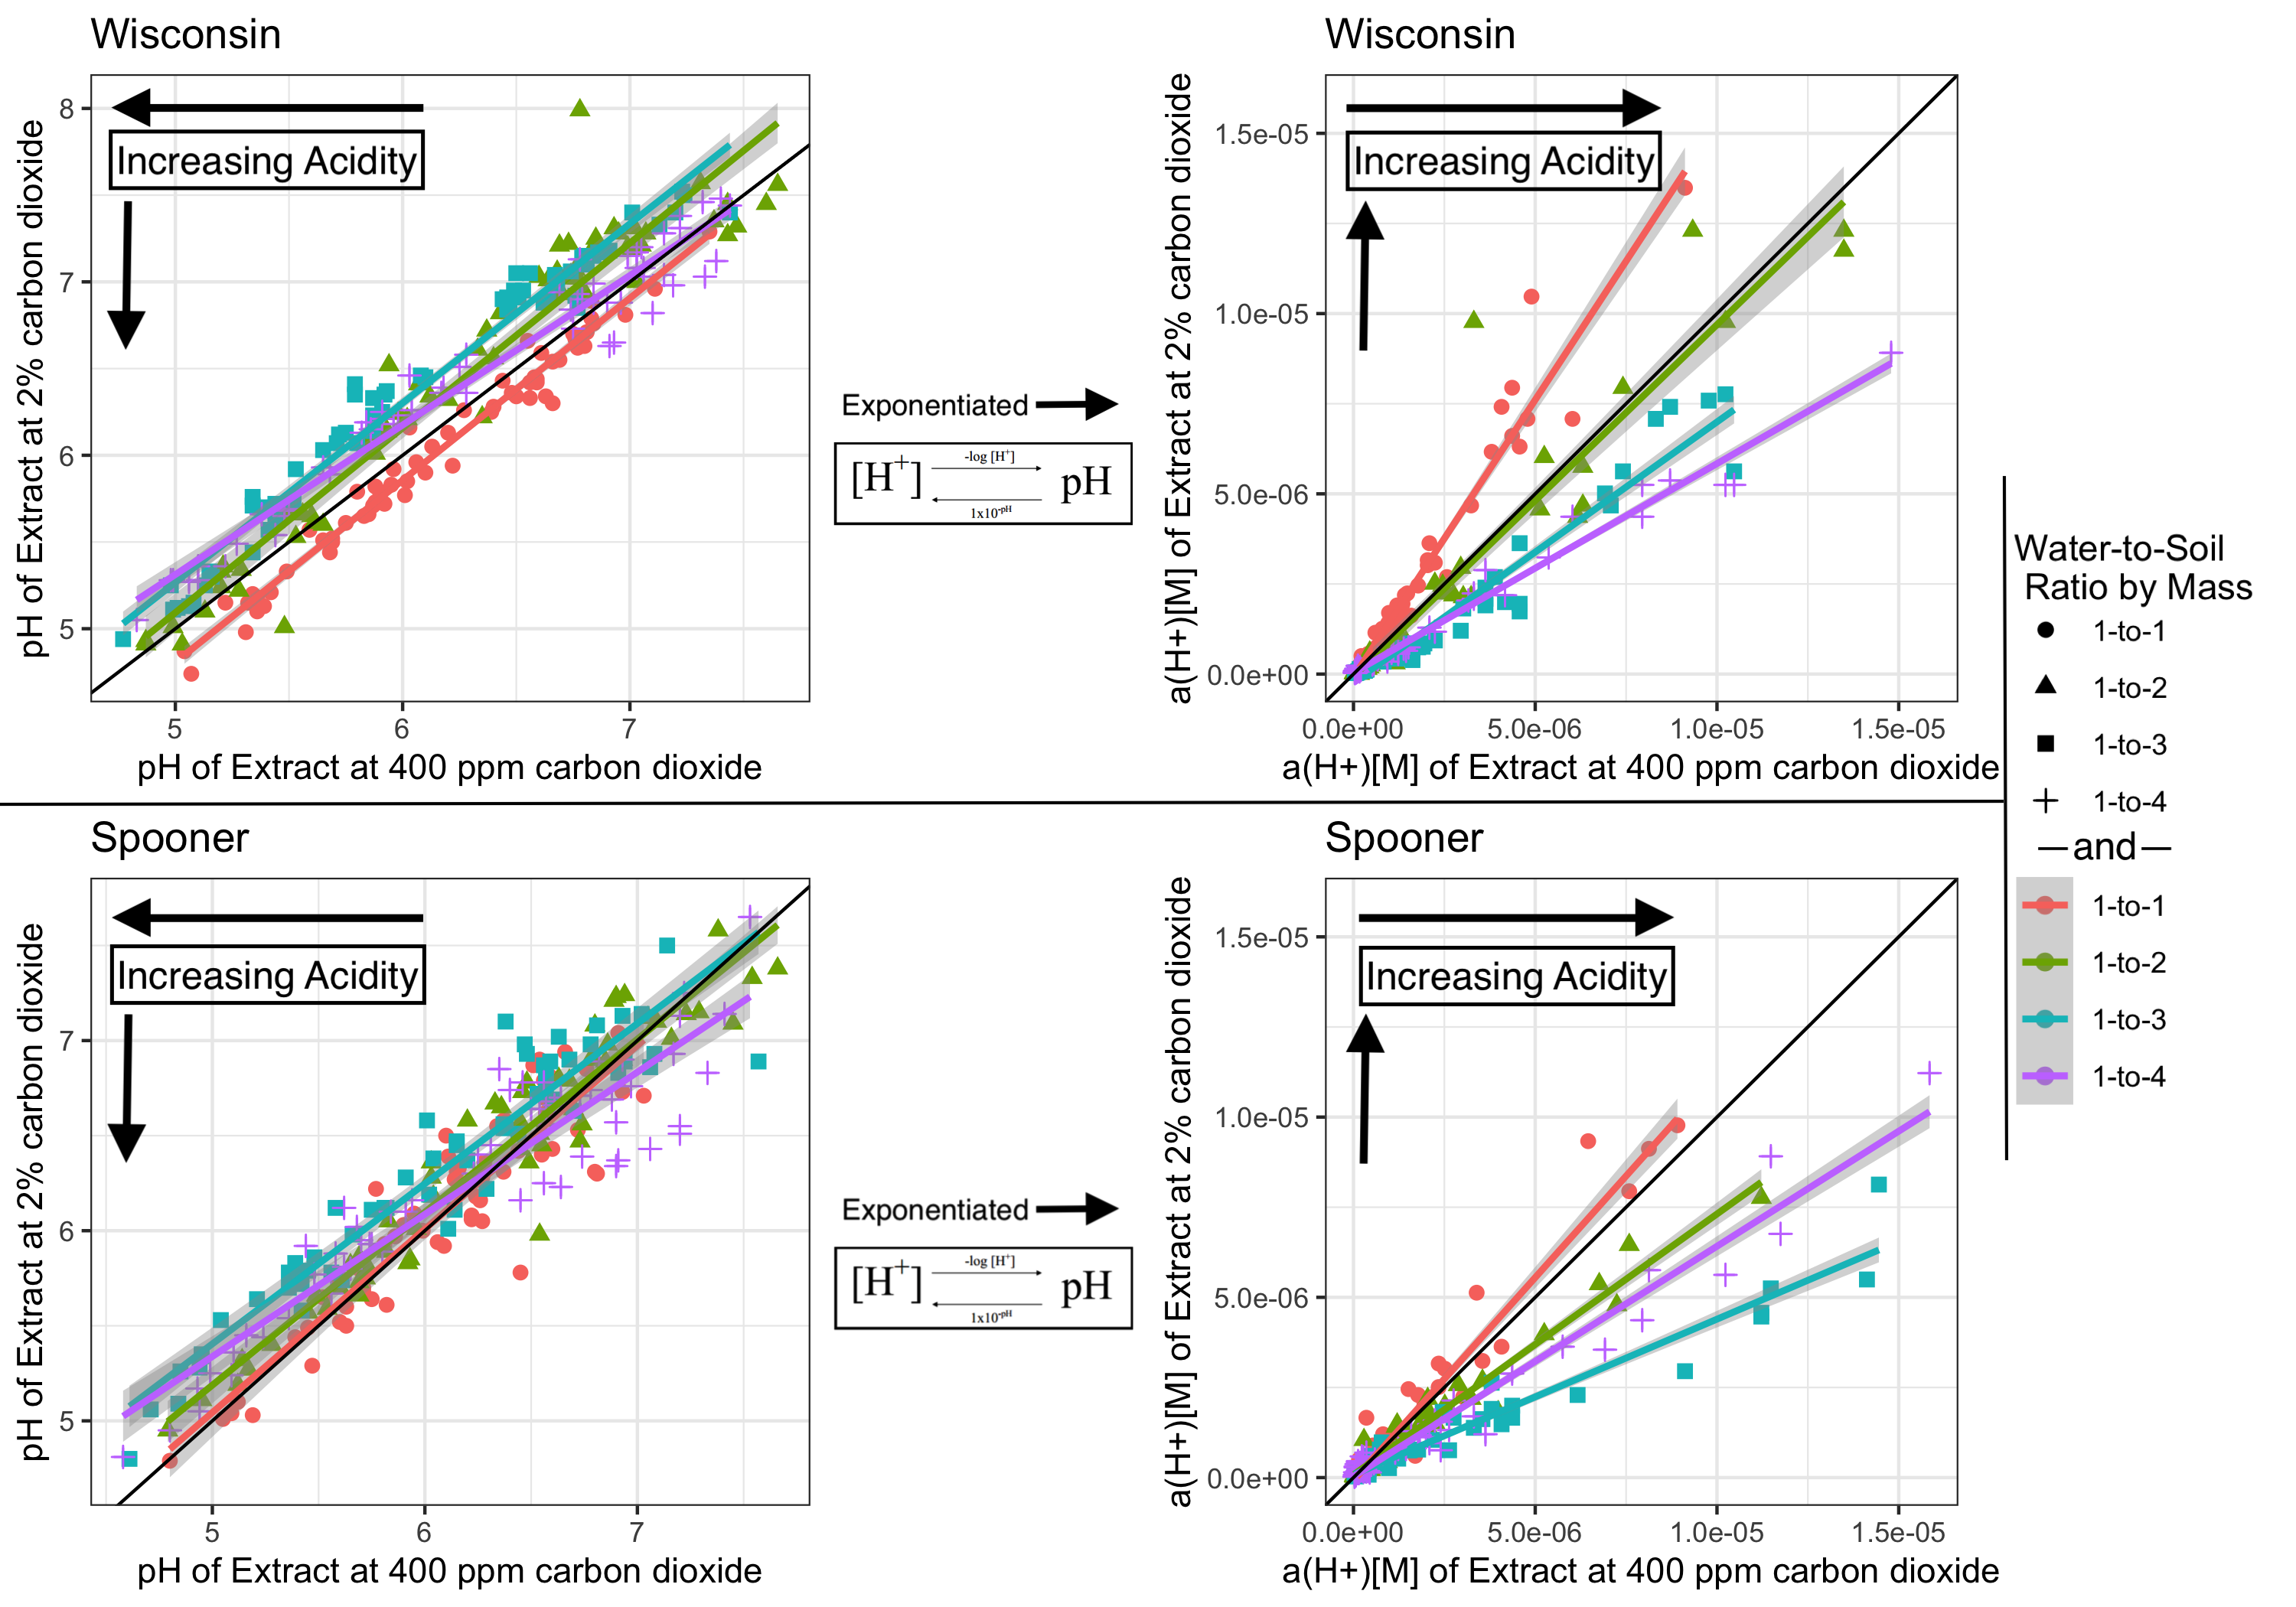 Wisconsin
pH of Extract at 2% carbon dioxide
8
7
6
5
Increasing Acidity
5 6 7
pH of Extract at 400 ppm carbon dioxide
Exponentiated
[H+] -log [H+] pH
1x10-pH
Wisconsin
a(H+)[M] of Extract at 2% carbon dioxide
1.5e-05
1.0e-05
5.0e-06
0.0e+00
Increasing Acidity
0.0e+00 5.0e-06 1.0e-05 1.5e-05
a(H+)[M] of Extract at 400 ppm carbon dioxide
Spooner
pH of Extract at 2% carbon dioxide
7
6
5
Increasing Acidity
5 6 7
pH of Extract at 400 ppm carbon dioxide
Exponentiated
[H+] -log [H+] pH
1x10-pH
Spooner
a(H+)[M] of Extract at 2% carbon dioxide
1.5e-05
1.0e-05
5.0e-06
0.0e+00
Increasing Acidity
0.0e+00 5.0e-06 1.0e-05 1.5e-05
a(H+)[M] of Extract at 400 ppm carbon dioxide
Water-to-Soil
Ratio by Mass
1-to-1
1-to-2
1-to-3
1-to-4
—and—
1-to-1
1-to-2
1-to-3
1-to-4